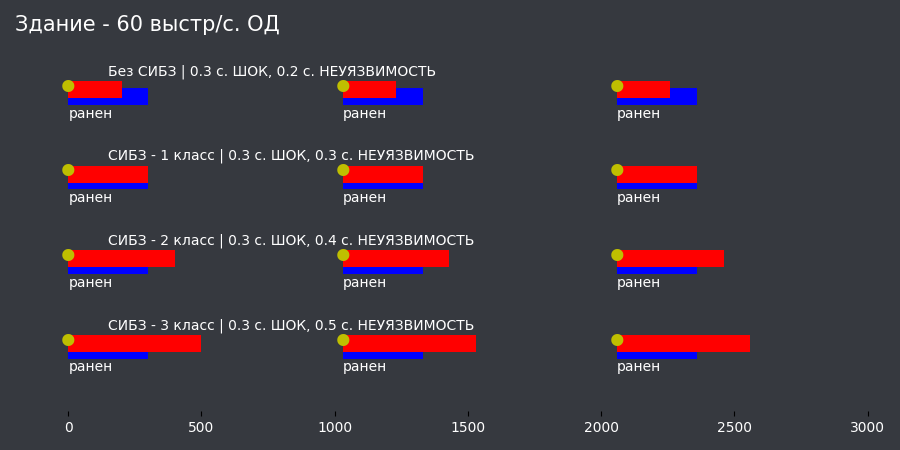 Здание - 60 выстр/с. ОД
Без СИБЗ | 0.3 с. ШОК, 0.2 с. НЕУЯЗВИМОСТЬ
ранен ранен ранен
СИБЗ - 1 класс | 0.3 с. ШОК, 0.3 с. НЕУЯЗВИМОСТЬ
ранен ранен ранен
СИБЗ - 2 класс | 0.3 с. ШОК, 0.4 с. НЕУЯЗВИМОСТЬ
ранен ранен ранен
СИБЗ - 3 класс | 0.3 с. ШОК, 0.5 с. НЕУЯЗВИМОСТЬ
ранен ранен ранен
0 500 1000 1500 2000 2500 3000